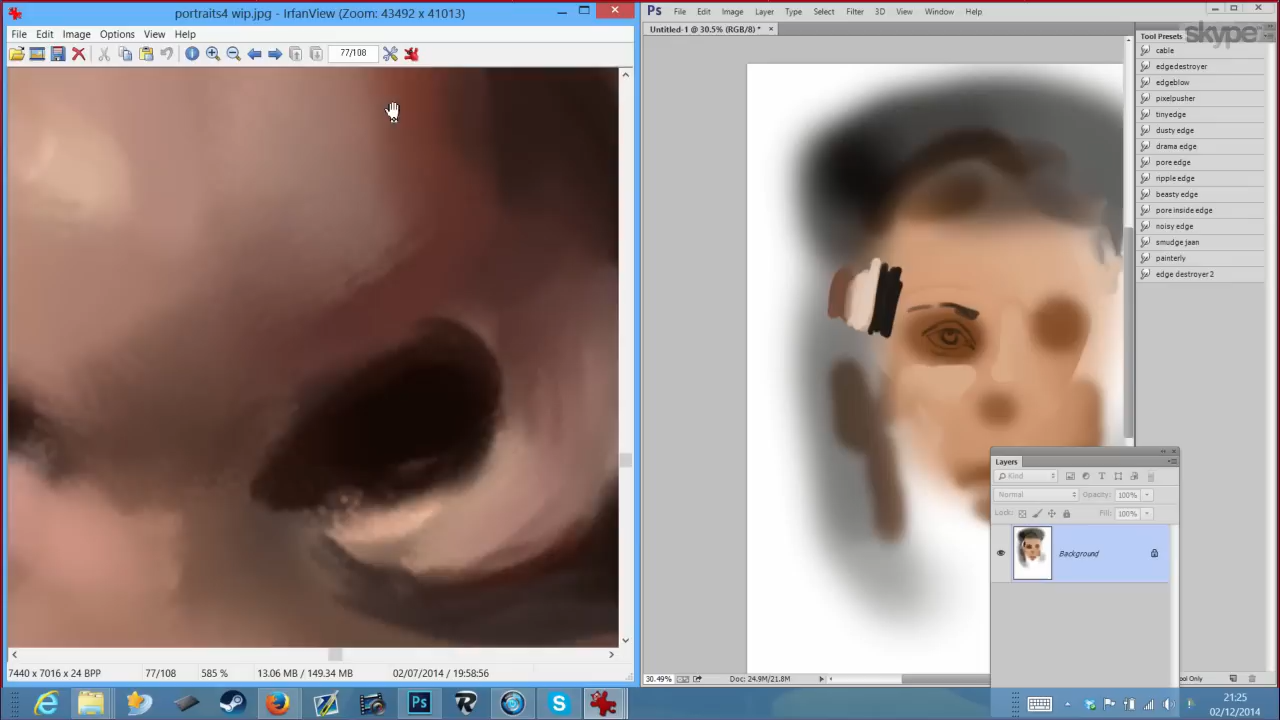 portraits4 wip.jpg - IrfanView (Zoom: 43492 x 41013)
File Edit Image Options View Help
77/108
7440 x 7016 x 24 BPP 77/108 585 % 13.06 MB / 149.34 MB 02/07/2014 / 19:58:56
Ps File Edit Image Layer Type Select Filter 3D View Window Help
Untitled-1 @ 30.5% (RGB/8) *
skype
Tool Presets
cable
edgedestroyer
edgeblow
pixelpusher
tinyedge
dusty edge
drama edge
pore edge
ripple edge
beasty edge
pore inside edge
noisy edge
smudge jaan
painterly
edge destroyer 2
Layers
Kind
Normal Opacity: 100%
Lock: Fill: 100%
Background
30.49% Doc: 24.9M/21.8M
ool Only
Ps
21:25
02/12/2014